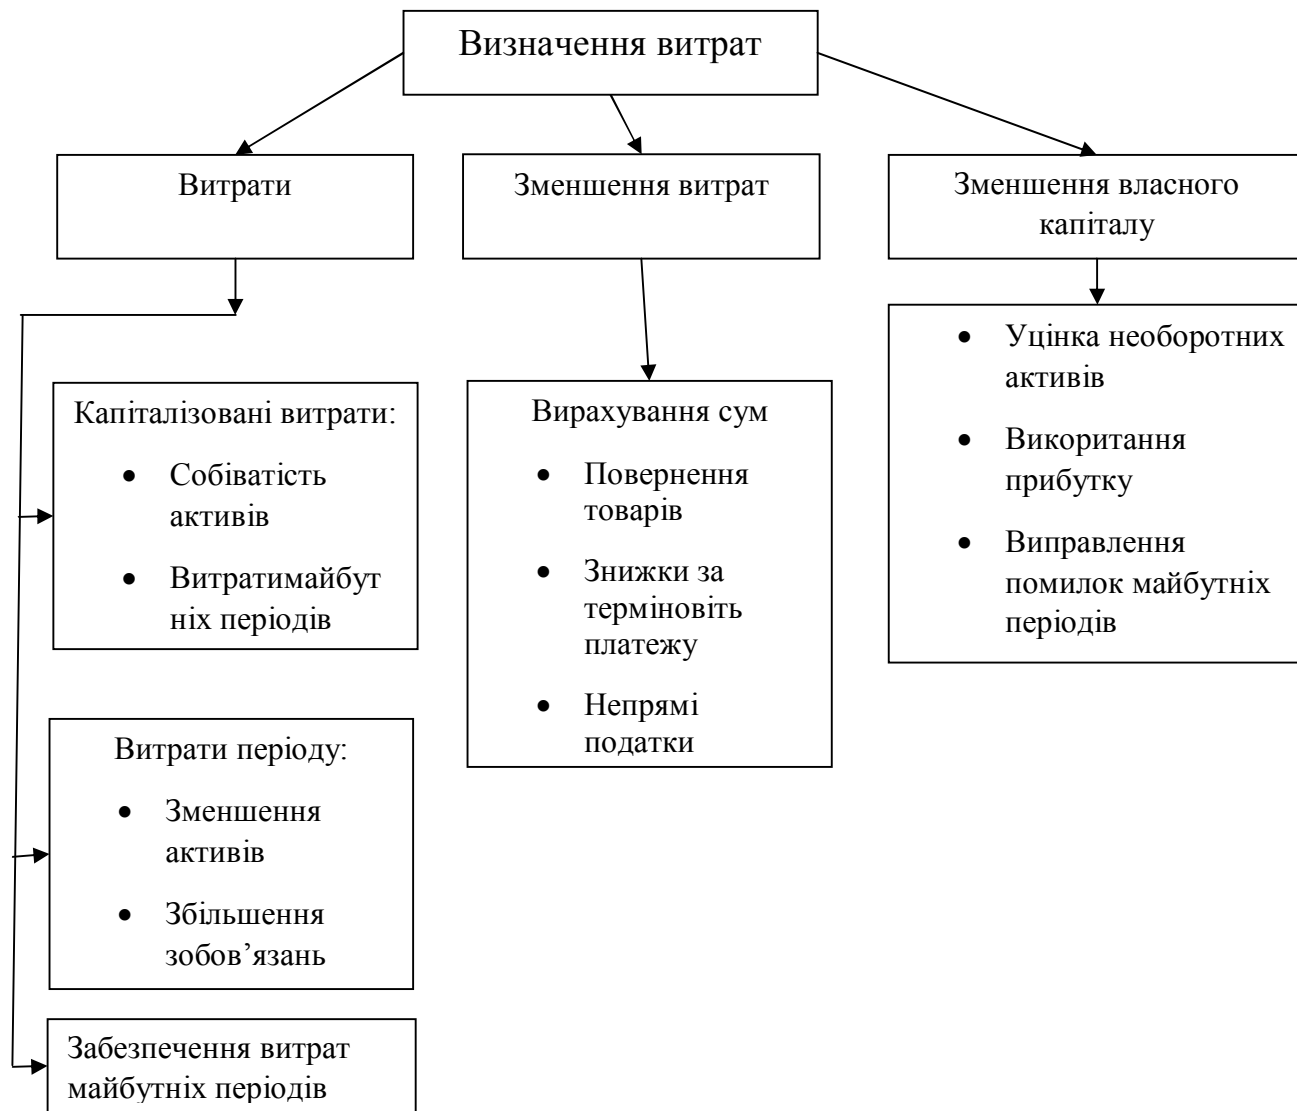 Визначення витрат
Витрати
Зменшення витрат
Зменшення власного
капіталу
Капіталізовані витрати:
• Собіватість
активів
• Витратимайбут
ніх періодів
Витрати періоду:
• Зменшення
активів
• Збільшення
зобов’язань
Забезпечення витрат
майбутніх періодів
Вирахування сум
• Повернення
товарів
• Знижки за
терміновіть
платежу
• Непрямі
податки
• Уцінка необоротних
активів
• Викоритання
прибутку
• Виправлення
помилок майбутніх
періодів